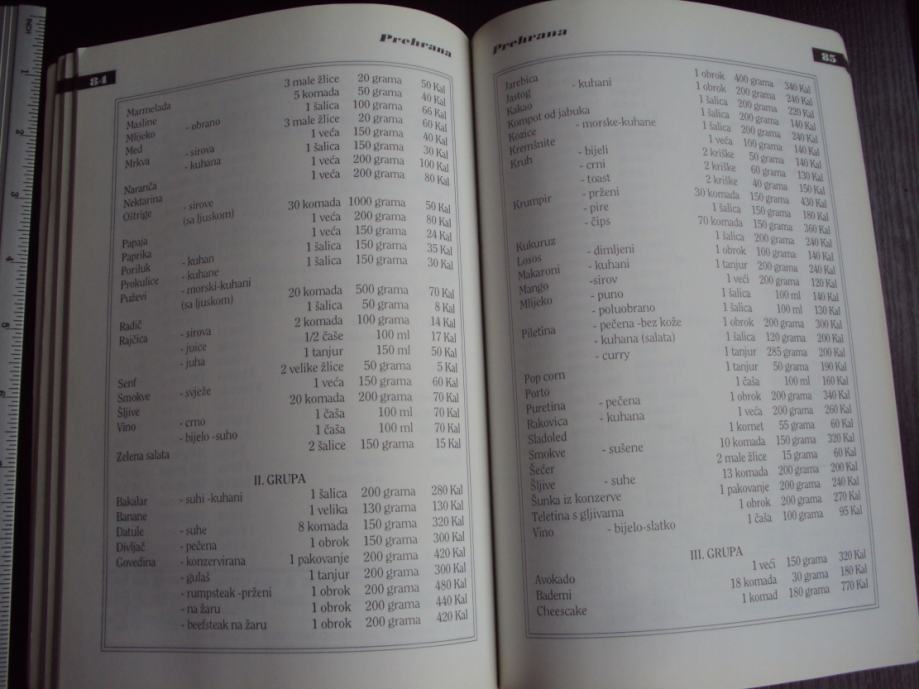 84
Prehrana
Marmelada 3 male žlice 20 grama 50 Kal
Masline 5 komada 50 grama 40 Kal
Mlijeko - obrano 1 šalica 100 grama 66 Kal
Med 3 male žlice 20 grama 60 Kal
Mrkva - sirova 1 veća 150 grama 40 Kal
- kuhana 1 šalica 150 grama 30 Kal
Naranča 1 veća 200 grama 100 Kal
Nektarina 1 veća 200 grama 80 Kal
Oštrige - sirove 30 komada 1000 grama 50 Kal
(sa ljuskom)
Papaja 1 veća 200 grama 80 Kal
Paprika 1 veća 150 grama 24 Kal
Poriluk - kuhan 1 šalica 150 grama 35 Kal
Prokulice - kuhane 1 šalica 150 grama 30 Kal
Puževi - morski-kuhani 20 komada 500 grama 70 Kal
(sa ljuskom)
Radič 1 šalica 50 grama 8 Kal
Rajčica - sirova 2 komada 100 grama 14 Kal
- juice 1/2 čaše 100 ml 17 Kal
- juha 1 tanjur 150 ml 50 Kal
Senf 2 velike žlice 50 grama 5 Kal
Smokve - svježe 1 veća 150 grama 60 Kal
Šljive 20 komada 200 grama 70 Kal
Vino - crno 1 čaša 100 ml 70 Kal
- bijelo -suho 1 čaša 100 ml 70 Kal
Zelena salata 2 šalice 150 grama 15 Kal
II. GRUPA
Bakalar - suhi -kuhani 1 šalica 200 grama 280 Kal
Banane 1 velika 130 grama 130 Kal
Datule - suhe 8 komada 150 grama 320 Kal
Divljač - pečena 1 obrok 150 grama 300 Kal
Govedina - konzervirana 1 pakovanje 200 grama 420 Kal
- gulaš 1 tanjur 200 grama 300 Kal
- rumpsteak -prženi 1 obrok 200 grama 480 Kal
- na žaru 1 obrok 200 grama 440 Kal
- beefsteak na žaru 1 obrok 200 grama 420 Kal
Prehrana
85
Jarebica 1 obrok 400 grama 340 Kal
Jastog - kuhani 1 obrok 200 grama 240 Kal
Kakao 1 šalica 200 grama 220 Kal
Kompot od jabuka 1 šalica 200 grama 140 Kal
Kozice - morske-kuhane 1 šalica 200 grama 240 Kal
Kremšnite 1 veća 100 grama 140 Kal
Kruh - bijeli 2 kriške 50 grama 140 Kal
- crni 2 kriške 60 grama 130 Kal
- toast 2 kriške 40 grama 150 Kal
Krumpir - prženi 30 komada 150 grama 430 Kal
- pire 1 šalica 150 grama 180 Kal
- čips 70 komada 150 grama 360 Kal
Kukuruz 1 šalica 200 grama 240 Kal
Losos - dimljeni 1 obrok 100 grama 140 Kal
Makaroni - kuhani 1 tanjur 200 grama 240 Kal
Mango -sirov 1 veći 200 grama 120 Kal
Mlijeko - puno 1 šalica 100 ml 140 Kal
- poluobrano 1 šalica 100 ml 130 Kal
Piletina - pečena -bez kože 1 obrok 200 grama 300 Kal
- kuhana (salata) 1 šalica 120 grama 200 Kal
- curry 1 tanjur 285 grama 200 Kal
Pop corn 1 tanjur 50 grama 190 Kal
Porto 1 čaša 100 ml 160 Kal
Puretina - pečena 1 obrok 200 grama 340 Kal
Rakovica - kuhana 1 veća 200 grama 260 Kal
Sladoled 1 kornet 55 grama 60 Kal
Smokve - sušene 10 komada 150 grama 320 Kal
Šećer 2 male žlice 15 grama 60 Kal
Šljive - suhe 13 komada 200 grama 200 Kal
Šunka iz konzerve 1 pakovanje 200 grama 240 Kal
Teletina s gljivama 1 obrok 200 grama 270 Kal
Vino - bijelo-slatko 1 čaša 100 grama 95 Kal
III. GRUPA
Avokado 1 veći 150 grama 320 Kal
Bademi 18 komada 30 grama 180 Kal
Cheescake 1 komad 180 grama 770 Kal